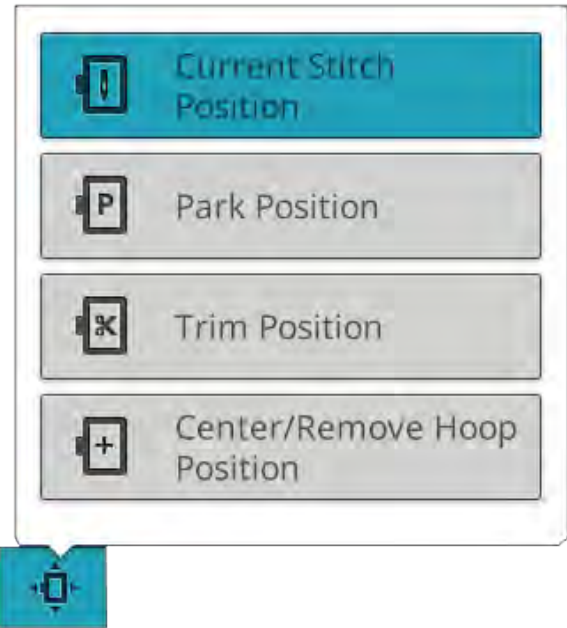 Current Stitch
Position
P
Park Position
Trim Position
Center/Remove Hoop
Position